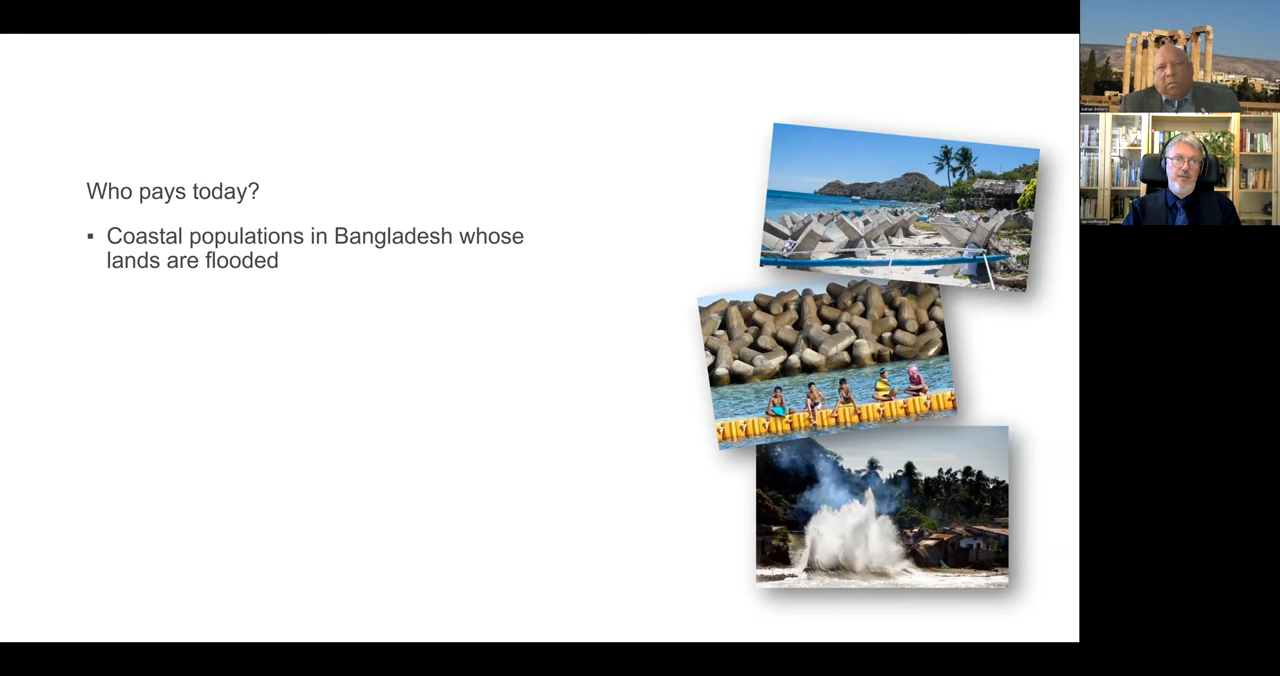 Who pays today?
▪ Coastal populations in Bangladesh whose
lands are flooded